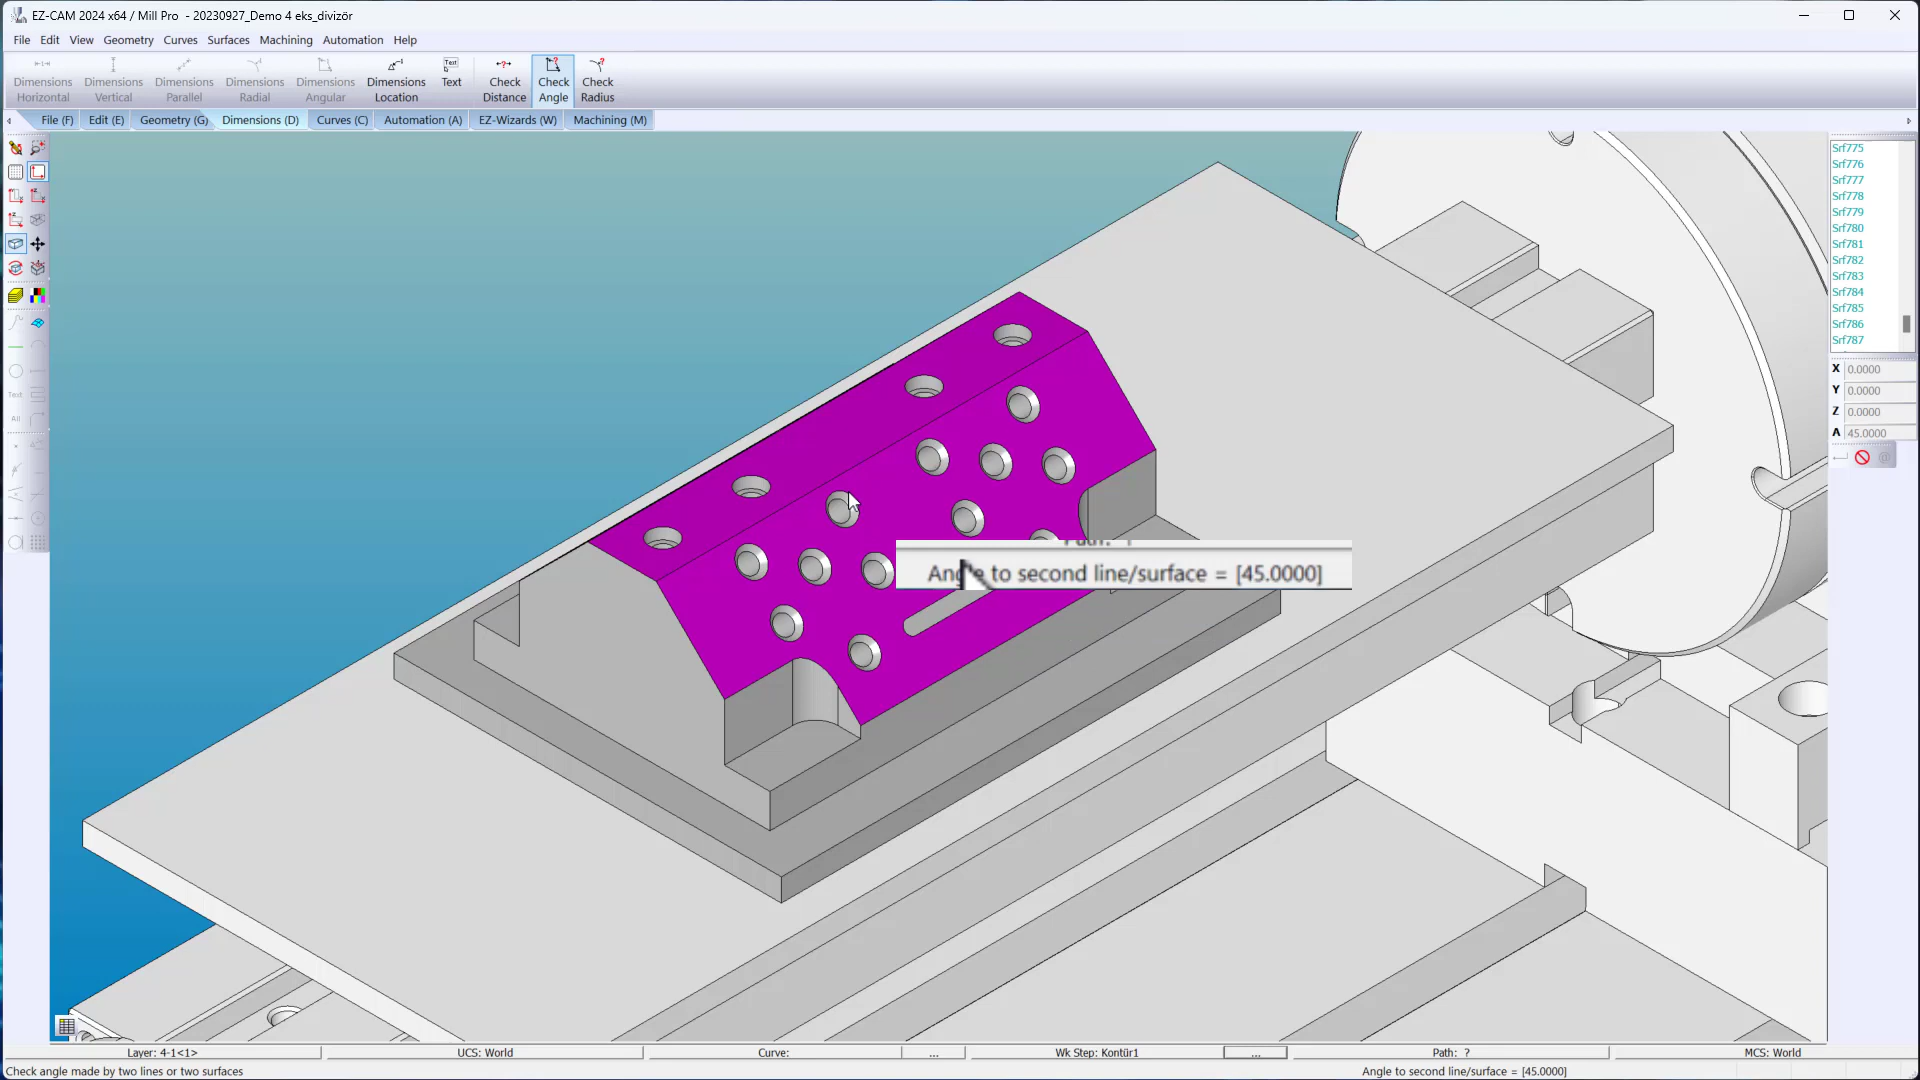 EZ-CAM 2024 x64 / Mill Pro - 20230927_Demo 4 eks_divizör
File Edit View Geometry Curves Surfaces Machining Automation Help
Dimensions Horizontal
Dimensions Vertical
Dimensions Parallel
Dimensions Radial
Dimensions Angular
Dimensions Location
Text
Text
Check Distance
Check Angle
Check Radius
File (F) Edit (E) Geometry (G) Dimensions (D) Curves (C) Automation (A) EZ-Wizards (W) Machining (M)
Srf775
Srf776
Srf777
Srf778
Srf779
Srf780
Srf781
Srf782
Srf783
Srf784
Srf785
Srf786
Srf787
X 0.0000
Y 0.0000
Z 0.0000
A 45.0000
Text
All
Angle to second line/surface = [45.0000]
Layer: 4-1<1> UCS: World Curve: ... Wk Step: Kontür1 ... Path: ? MCS: World
Check angle made by two lines or two surfaces Angle to second line/surface = [45.0000]